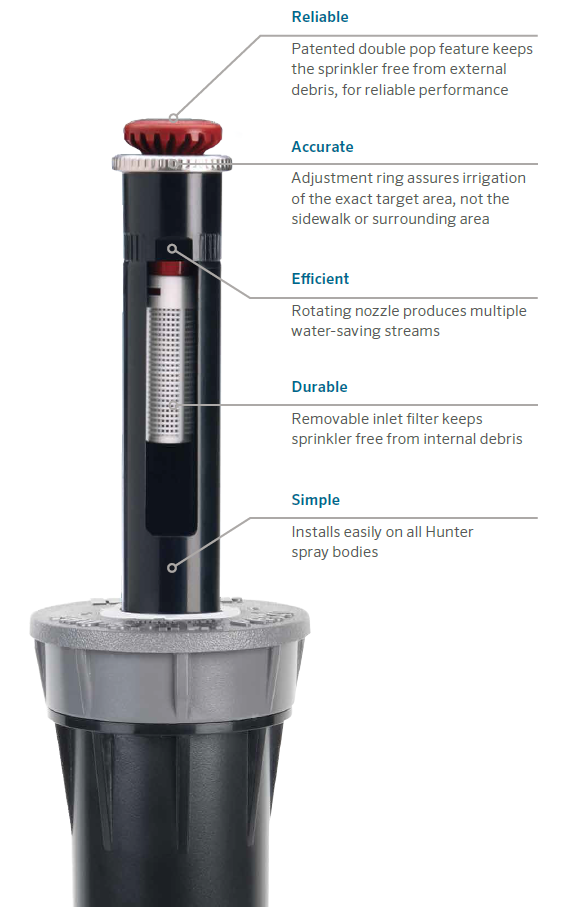 Reliable
Patented double pop feature keeps
the sprinkler free from external
debris, for reliable performance
Accurate
Adjustment ring assures irrigation
of the exact target area, not the
sidewalk or surrounding area
Efficient
Rotating nozzle produces multiple
water-saving streams
Durable
Removable inlet filter keeps
sprinkler free from internal debris
Simple
Installs easily on all Hunter
spray bodies